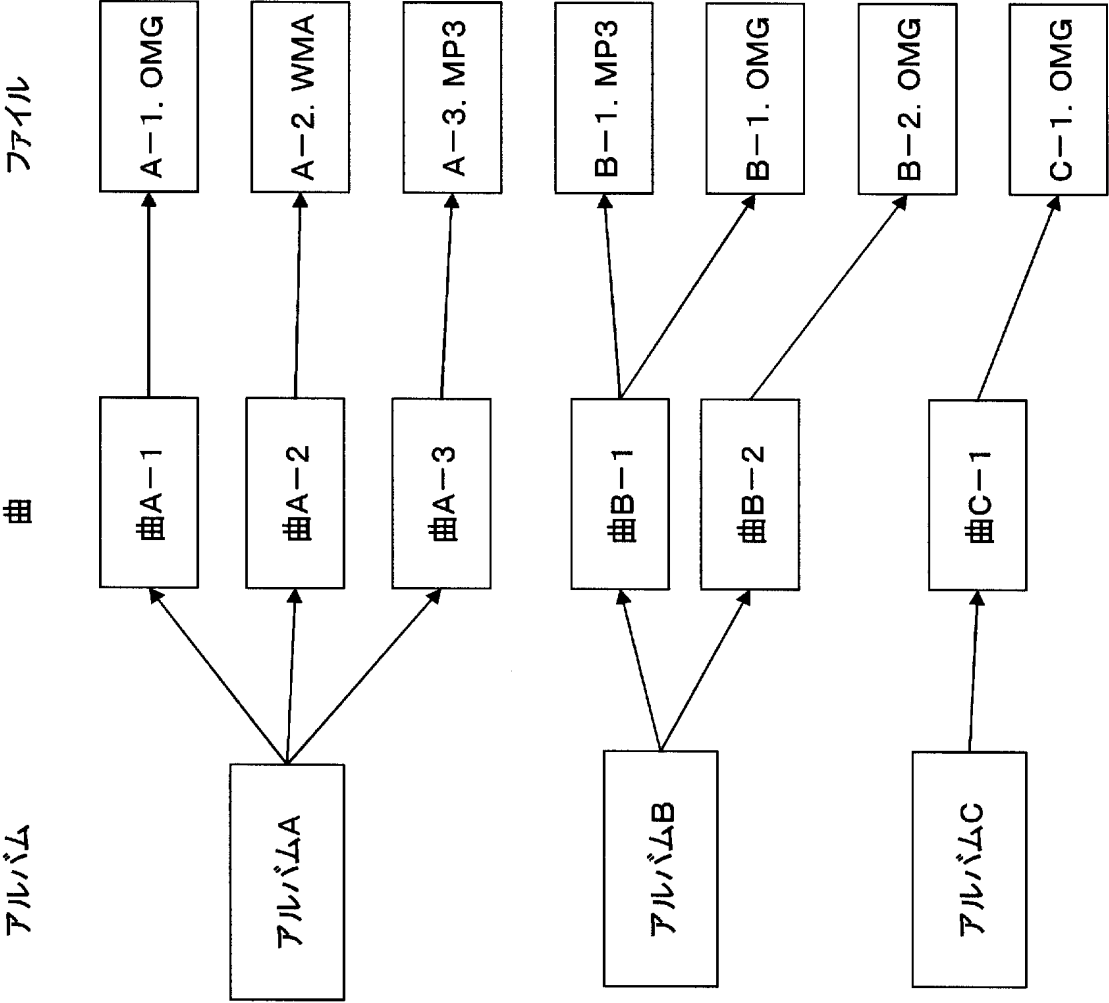 アルバム
曲
ファイル
アルバムA
曲A－1
A－1. OMG
曲A－2
A－2. WMA
曲A－3
A－3. MP3
アルバムB
曲B－1
B－1. MP3
B－1. OMG
曲B－2
B－2. OMG
アルバムC
曲C－1
C－1. OMG